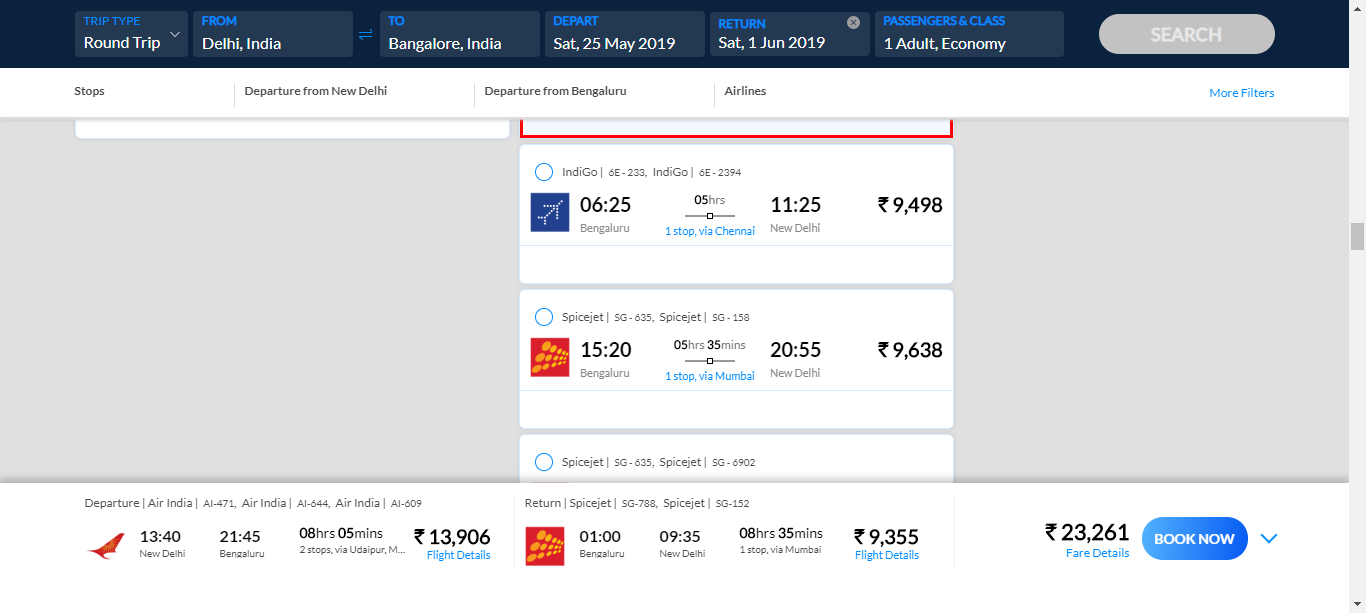 TRIP TYPE
Round Trip
FROM
Delhi, India
TO
Bangalore, India
DEPART
Sat, 25 May 2019
RETURN
Sat, 1 Jun 2019
PASSENGERS & CLASS
1 Adult, Economy
SEARCH
Stops
Departure from New Delhi
Departure from Bengaluru
Airlines
More Filters
IndiGo | 6E - 233, IndiGo | 6E - 2394
06:25
Bengaluru
05hrs
1 stop, via Chennai
11:25
New Delhi
₹ 9,498
Spicejet | SG - 635, Spicejet | SG - 158
15:20
Bengaluru
05hrs 35mins
1 stop, via Mumbai
20:55
New Delhi
₹ 9,638
Spicejet | SG - 635, Spicejet | SG - 6902
Departure | Air India | AI-471, Air India | AI-644, Air India | AI-609
13:40
New Delhi
21:45
Bengaluru
08hrs 05mins
2 stops, via Udaipur, M...
₹ 13,906
Flight Details
Return | Spicejet | SG-788, Spicejet | SG-152
01:00
Bengaluru
09:35
New Delhi
08hrs 35mins
1 stop, via Mumbai
₹ 9,355
Flight Details
₹ 23,261
Fare Details
BOOK NOW